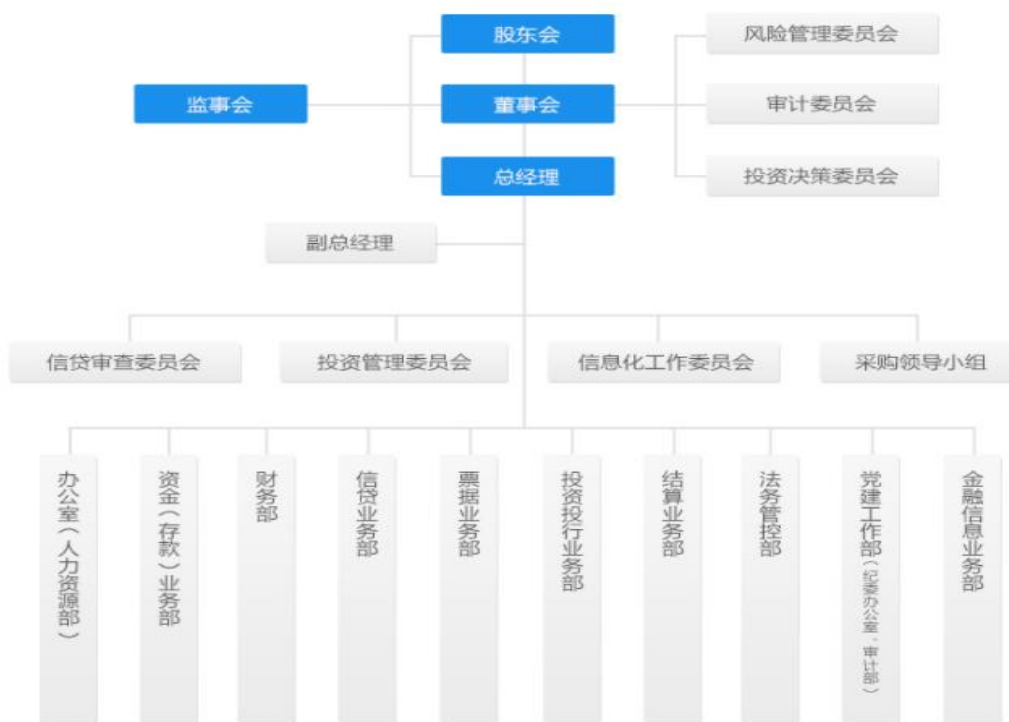 股东会
风险管理委员会
监事会
董事会
审计委员会
总经理
投资决策委员会
副总经理
信贷审查委员会
投资管理委员会
信息化工作委员会
采购领导小组
办公室（人力资源部）
资金（存款）业务部
财务部
信贷业务部
票据业务部
投资投行业务部
结算业务部
法务管控部
党建工作部（纪委办公室、审计部）
金融信息业务部